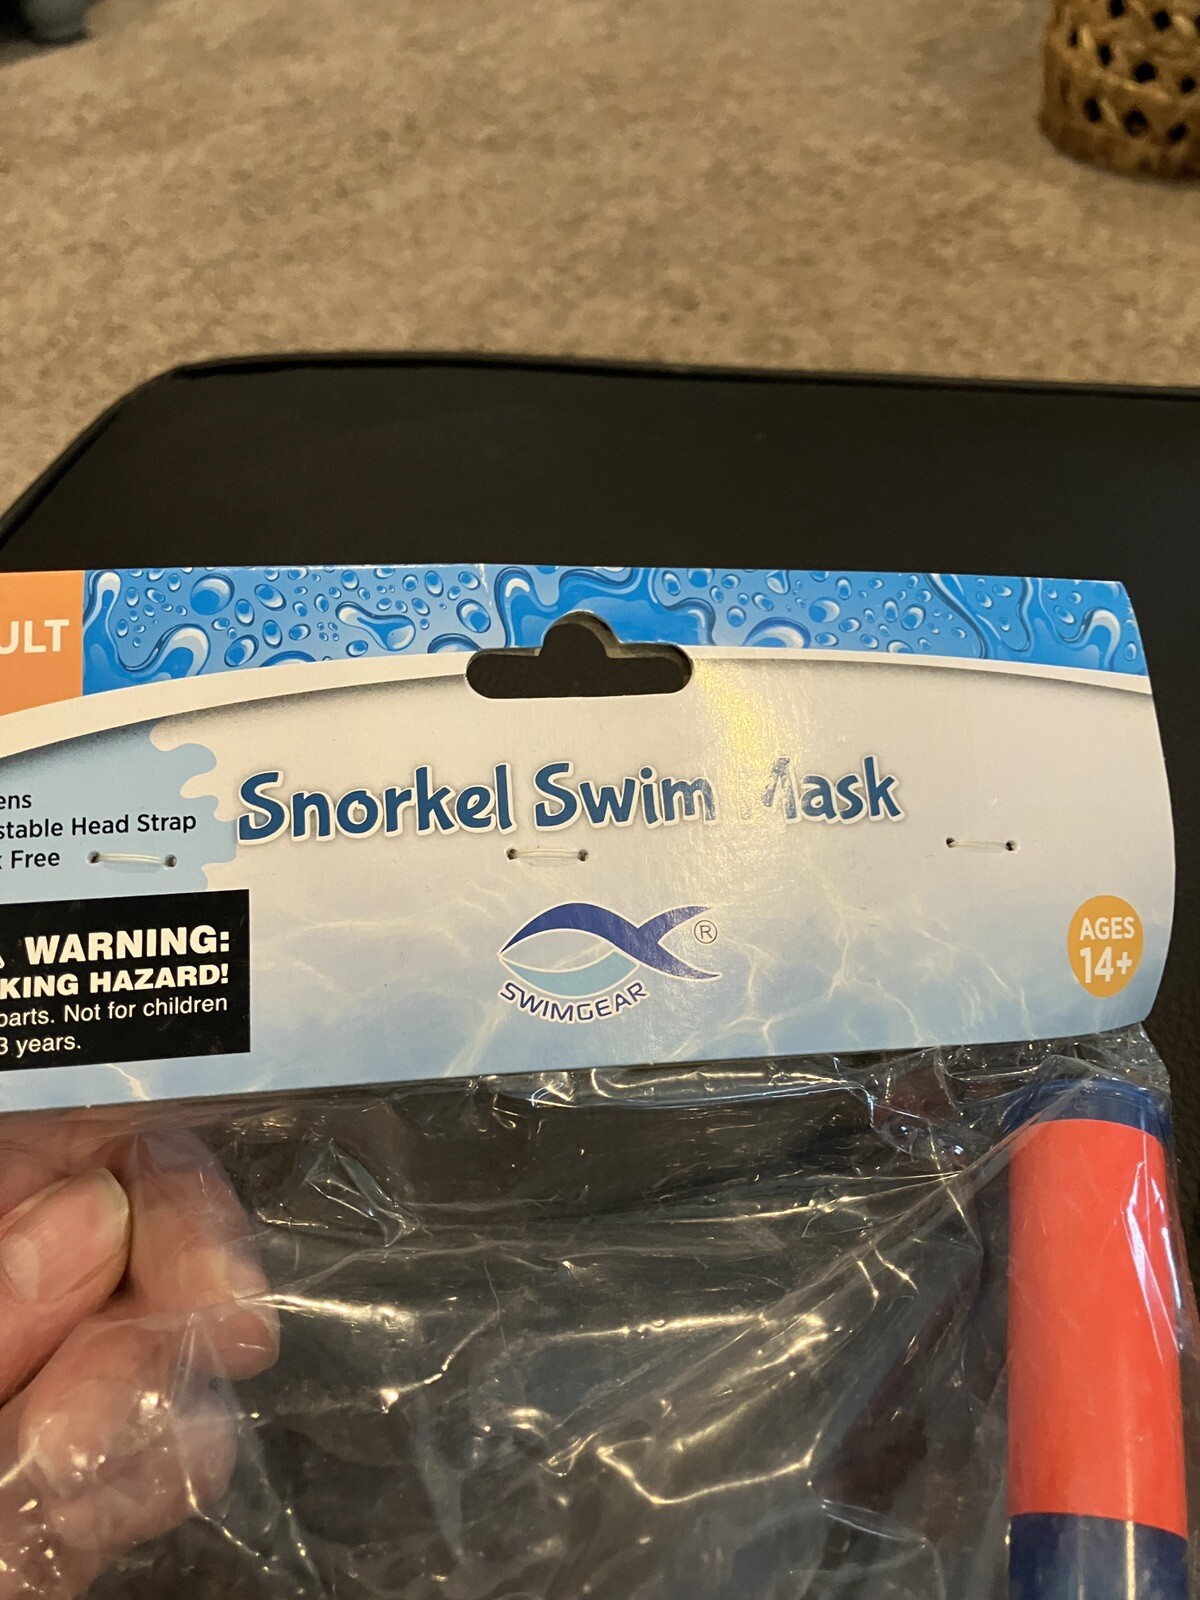 ULT
Snorkel Swim Mask
ens
stable Head Strap
Free
WARNING:
KING HAZARD!
parts. Not for children
3 years.
®
SWIMGEAR
AGES
14+